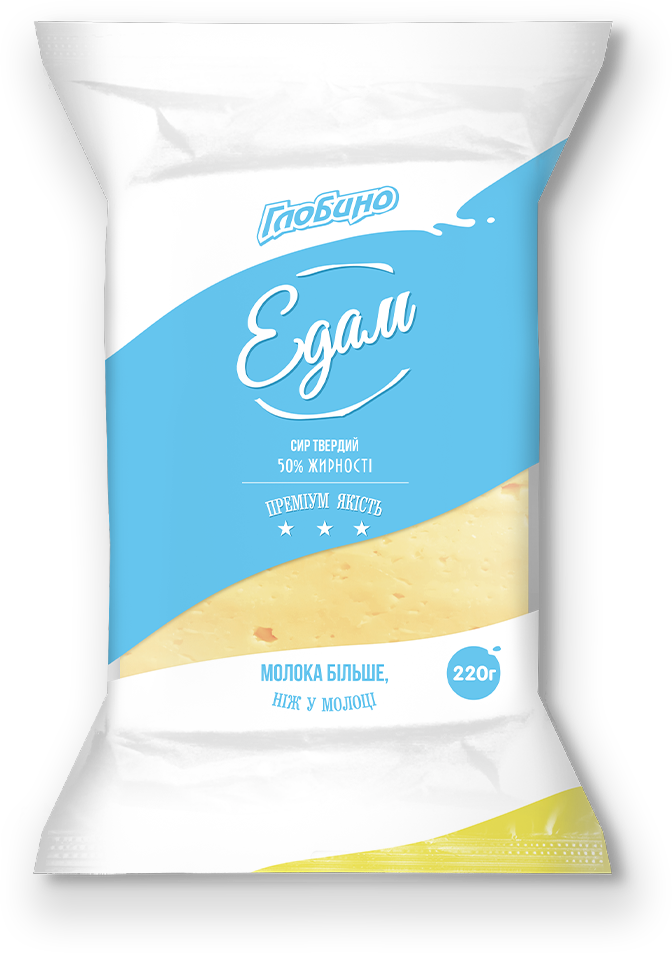 Глобино
Едам
СИР ТВЕРДИЙ
50% ЖИРНОСТІ
ПРЕМІУМ ЯКІСТЬ
МОЛОКА БІЛЬШЕ,
220г
НІЖ У МОЛОЦІ